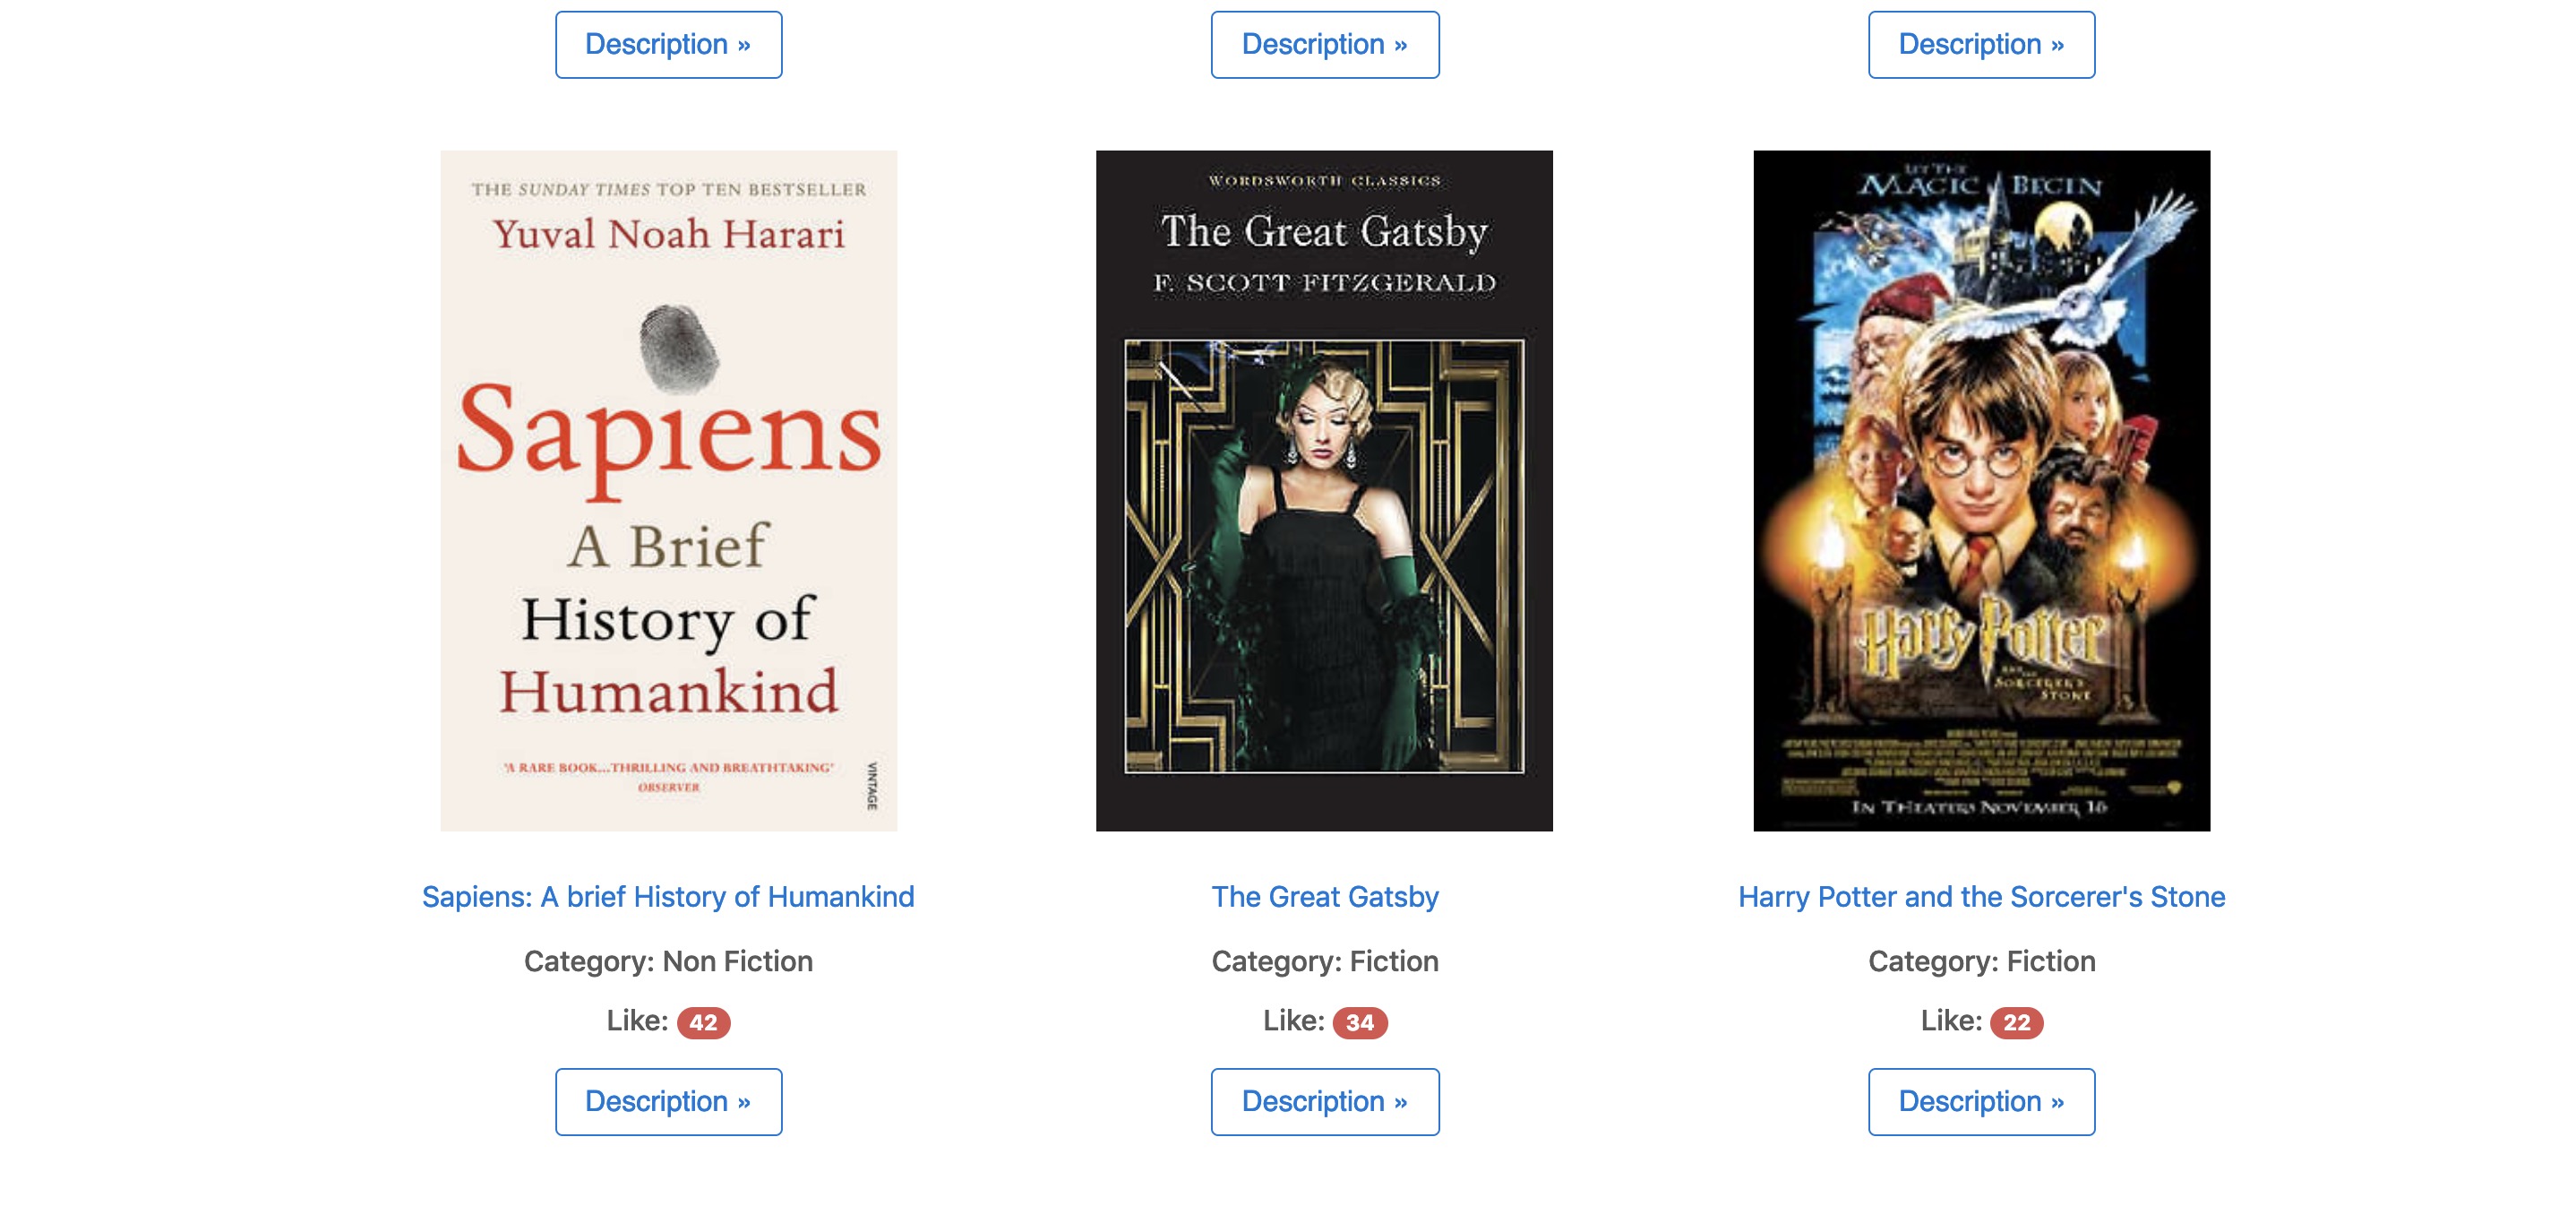 Description »
Description »
Description »
THE SUNDAY TIMES TOP TEN BESTSELLER
Yuval Noah Harari
Sapiens
A Brief
History of
Humankind
'A RARE BOOK...THRILLING AND BREATHTAKING'
OBSERVER
VINTAGE
WORDSWORTH CLASSICS
The Great Gatsby
F. SCOTT FITZGERALD
LET THE
MAGIC BEGIN
Harry Potter
AND THE
SORCERER'S
STONE
IN THEATERS NOVEMBER 16
Sapiens: A brief History of Humankind
The Great Gatsby
Harry Potter and the Sorcerer's Stone
Category: Non Fiction
Category: Fiction
Category: Fiction
Like: 42
Like: 34
Like: 22
Description »
Description »
Description »